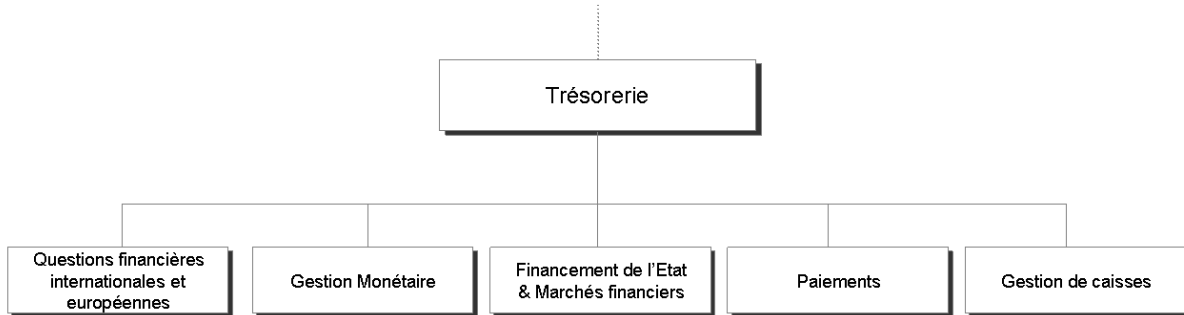 Trésorerie
Questions financières
internationales et
européennes
Gestion Monétaire
Financement de l'Etat
& Marchés financiers
Paiements
Gestion de caisses